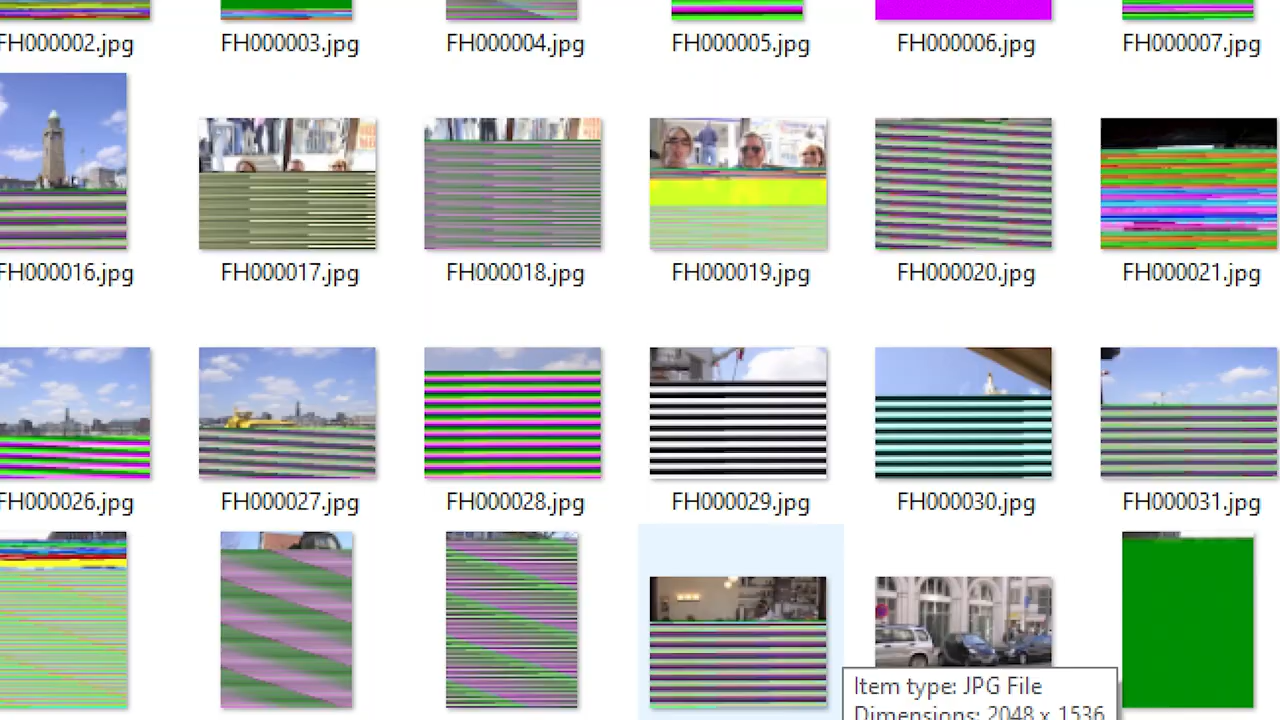 FH000002.jpg FH000003.jpg FH000004.jpg FH000005.jpg FH000006.jpg FH000007.jpg
FH000016.jpg FH000017.jpg FH000018.jpg FH000019.jpg FH000020.jpg FH000021.jpg
FH000026.jpg FH000027.jpg FH000028.jpg FH000029.jpg FH000030.jpg FH000031.jpg
Item type: JPG File
Dimensions: 2048 x 1536